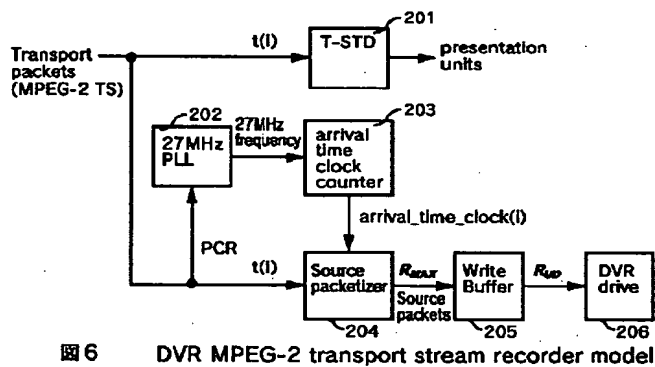 201
t(i)
T-STD
Transport
packets
(MPEG-2 TS)
presentation
units
202
27MHz
frequency
203
27MHz
PLL
arrival
time
clock
counter
arrival_time_clock(i)
PCR
t(i)
Source
packetizer
RMAX
Source
packets
Write
Buffer
RUD
DVR
drive
204
205
206
図6 DVR MPEG-2 transport stream recorder model